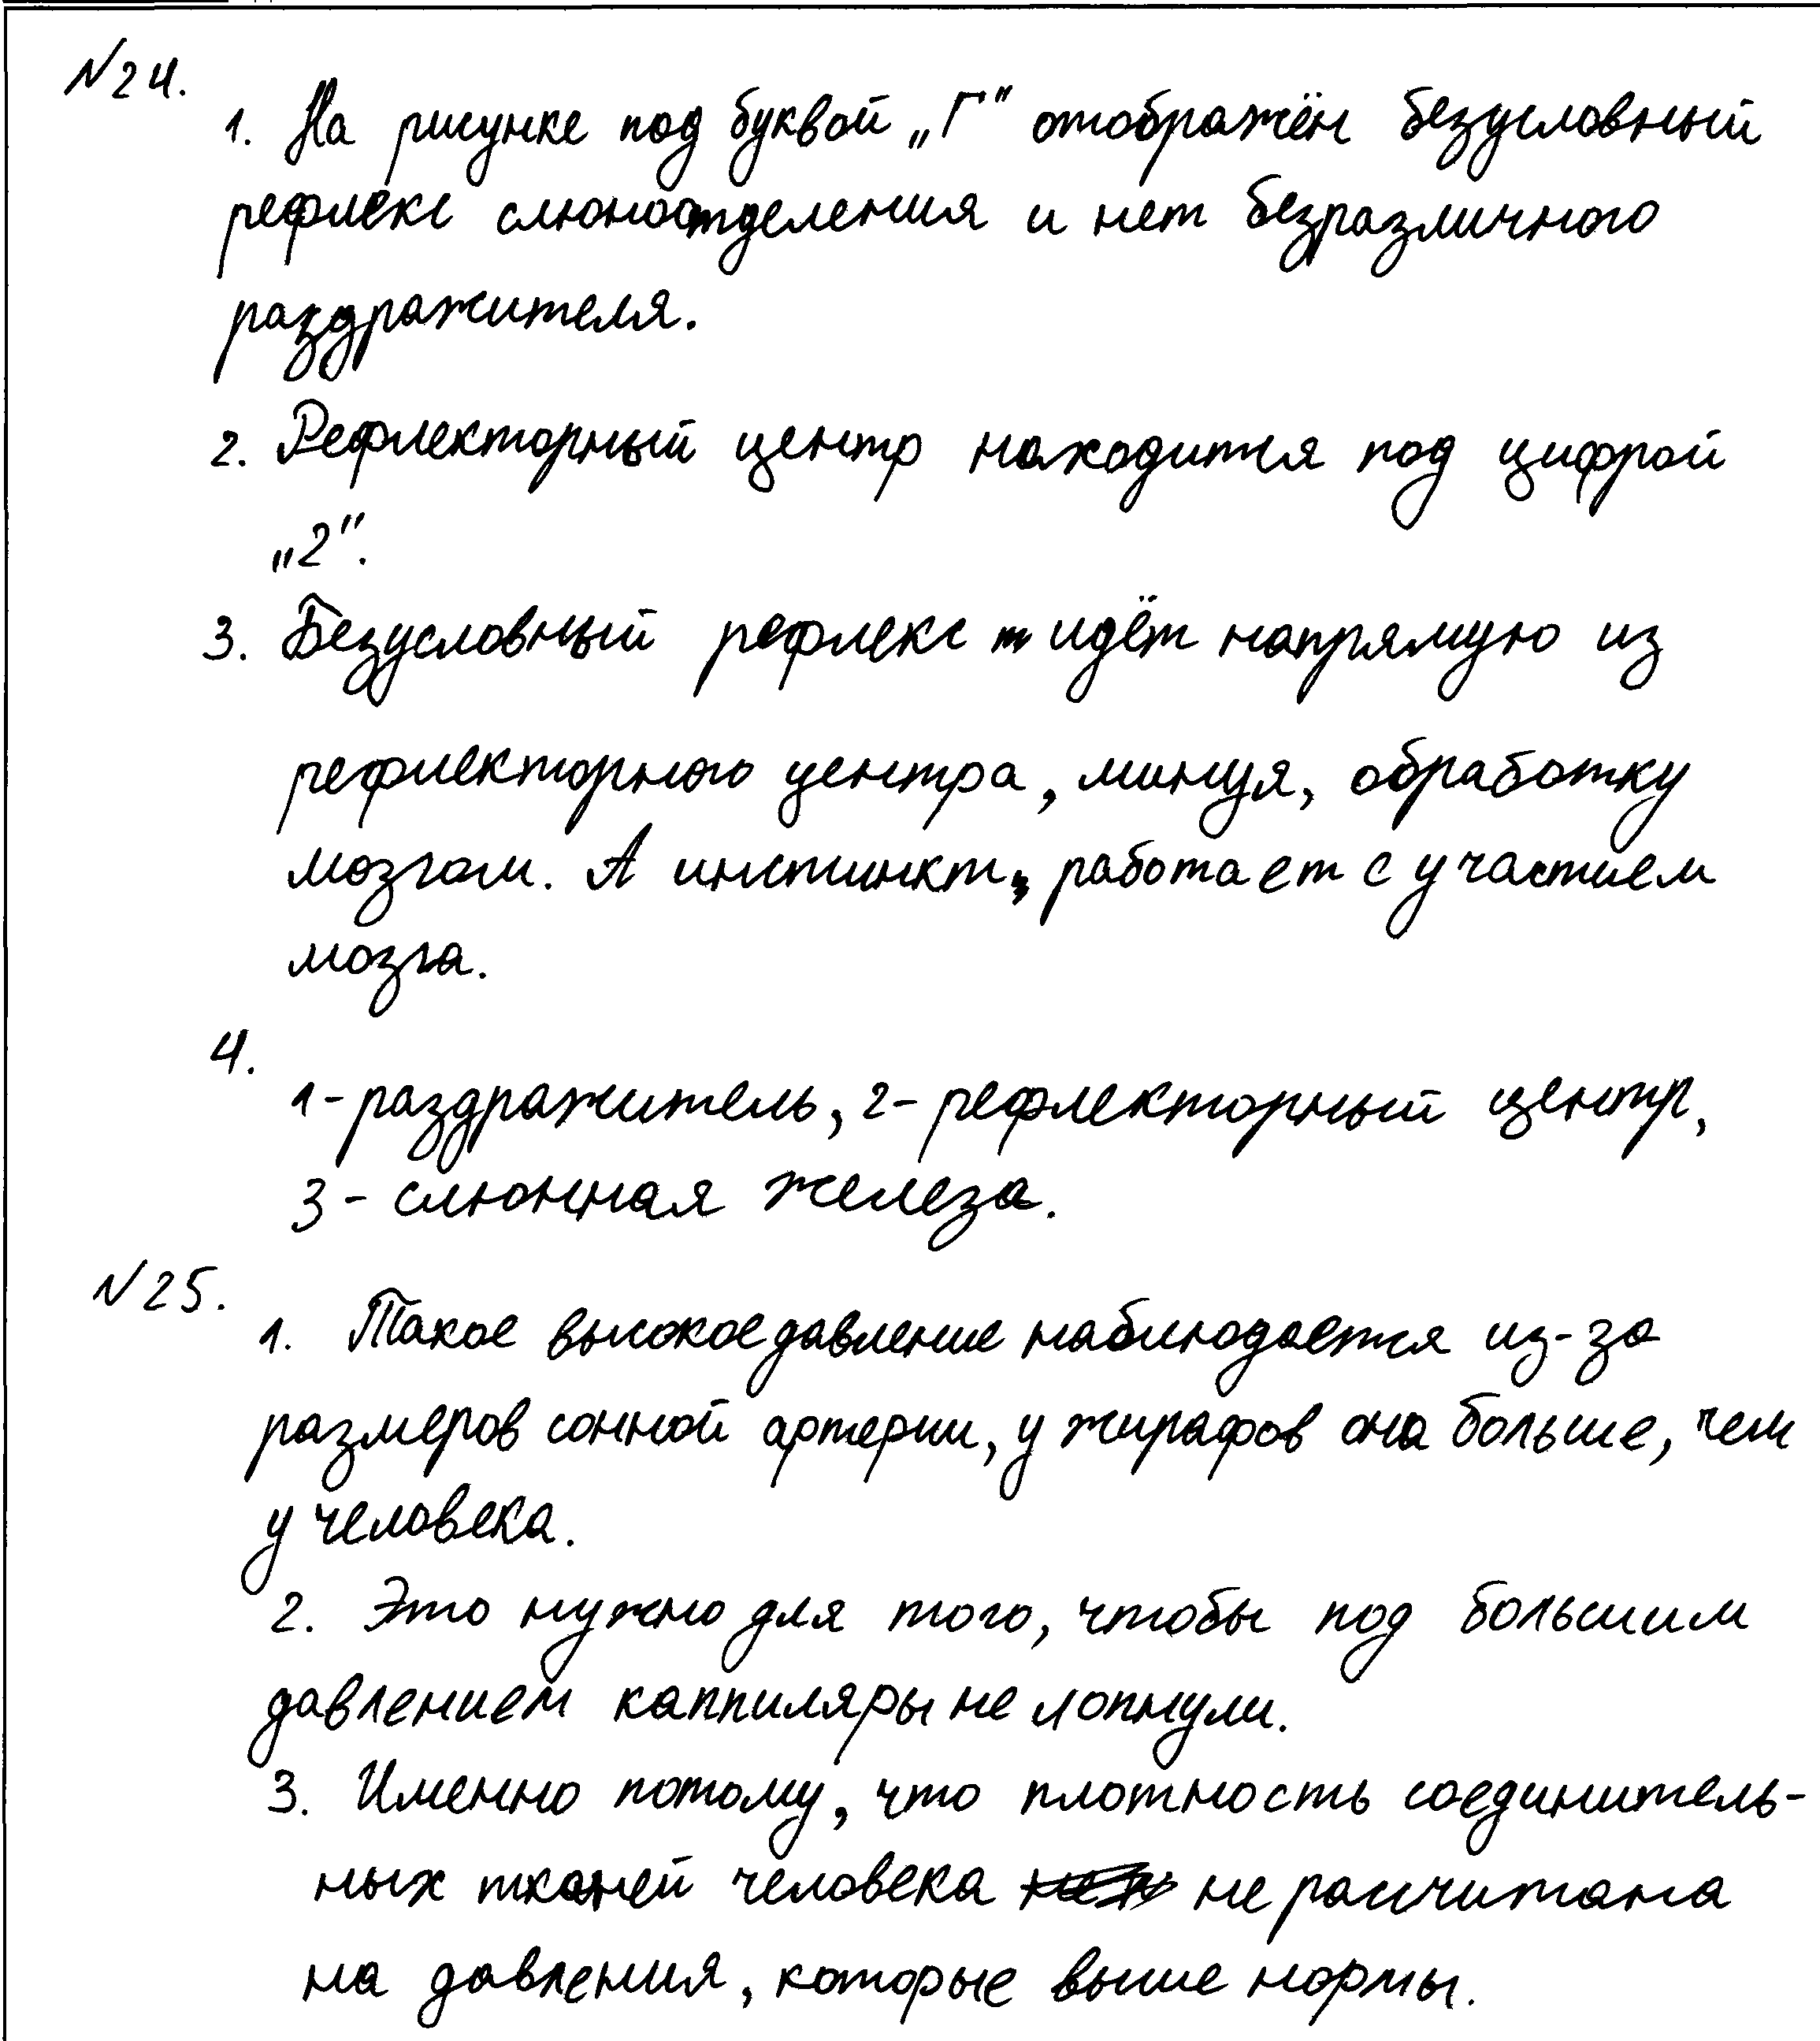 №24.
1. На рисунке под буквой „Г" отображён безусловный
рефлекс слюноотделения и нет безразличного
раздражителя.
2. Рефлекторный центр находится под цифрой
„2".
3. Безусловный рефлекс идёт напрямую из
рефлекторного центра, минуя, обработку
мозгом. А инстинкт, работает с участием
мозга.
4.
1-раздражитель, 2-рефлекторный центр,
3-слюнная железа.
№25.
1. Такое высокое давление наблюдается из-за
размеров сонной артерии, у жирафов она больше, чем
у человека.
2. Это нужно для того, чтобы под большим
давлением каппиляры не лопнули.
3. Именно потому, что плотность соединитель-
ных тканей человека не расчитана
на давления, которые выше нормы.